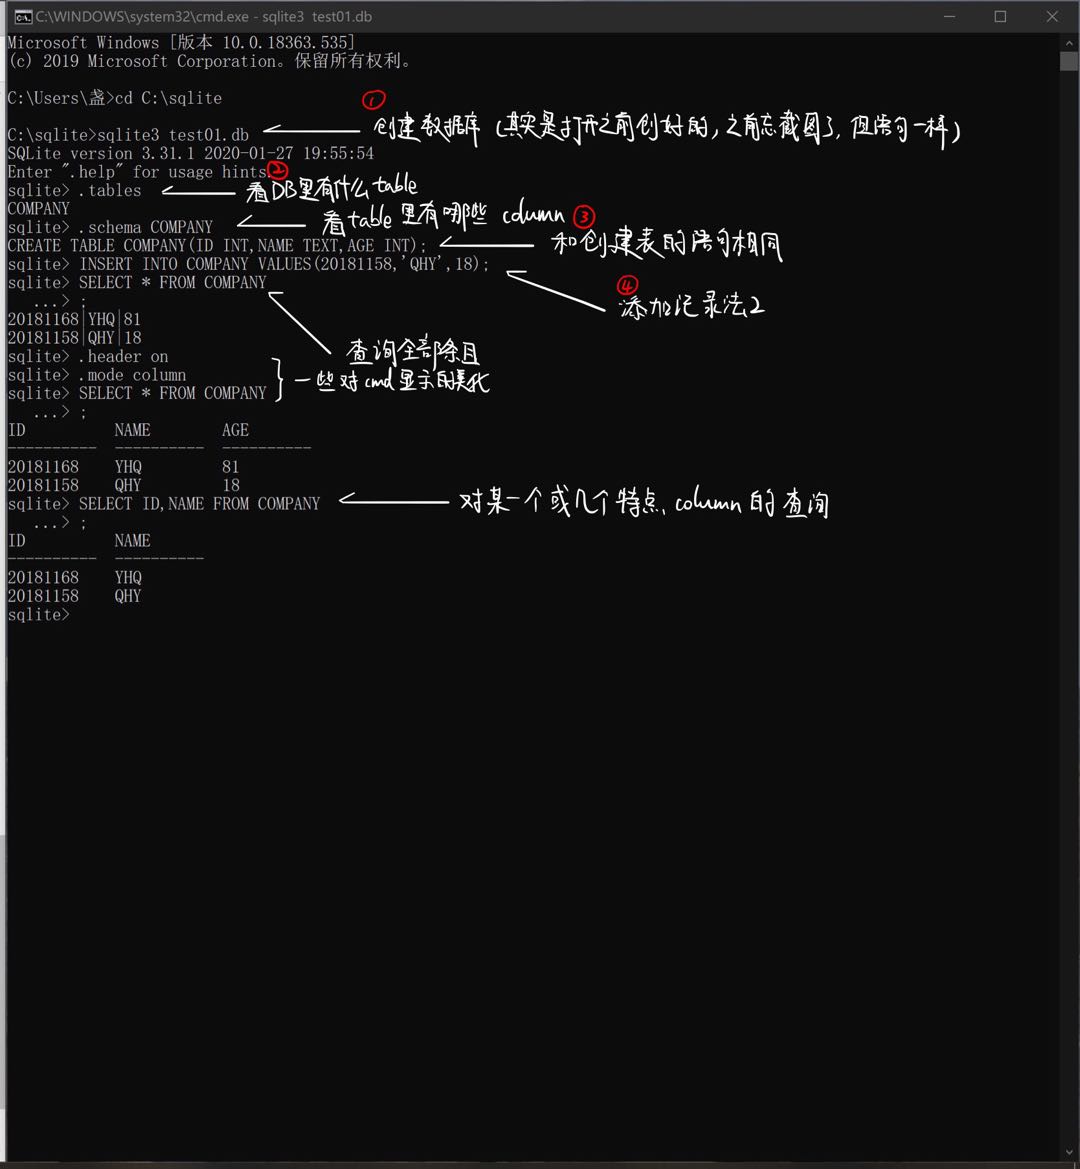 C:\WINDOWS\system32\cmd.exe - sqlite3  test01.db
Microsoft Windows [版本 10.0.18363.535]
(c) 2019 Microsoft Corporation。保留所有权利。
C:\Users\盏>cd C:\sqlite
①
C:\sqlite>sqlite3 test01.db 创建数据库 (其实是打开之前创好的, 之前忘截图了, 但语句一样)
SQLite version 3.31.1 2020-01-27 19:55:54
Enter ".help" for usage hints. ②
sqlite> .tables 看DB里有什么table
COMPANY
sqlite> .schema COMPANY 看table里有哪些 column ③
CREATE TABLE COMPANY(ID INT,NAME TEXT,AGE INT); 和创建表的语句相同
sqlite> INSERT INTO COMPANY VALUES(20181158,'QHY',18);
sqlite> SELECT * FROM COMPANY ④
...> ; 添加记录法2
20181168|YHQ|81
20181158|QHY|18
sqlite> .header on 查询全部条目
sqlite> .mode column 一些对cmd显示的美化
sqlite> SELECT * FROM COMPANY
...> ;
ID NAME AGE
---------- ---------- ----------
20181168 YHQ 81
20181158 QHY 18
sqlite> SELECT ID,NAME FROM COMPANY 对某一个或几个特点、column的查询
...> ;
ID NAME
---------- ----------
20181168 YHQ
20181158 QHY
sqlite>